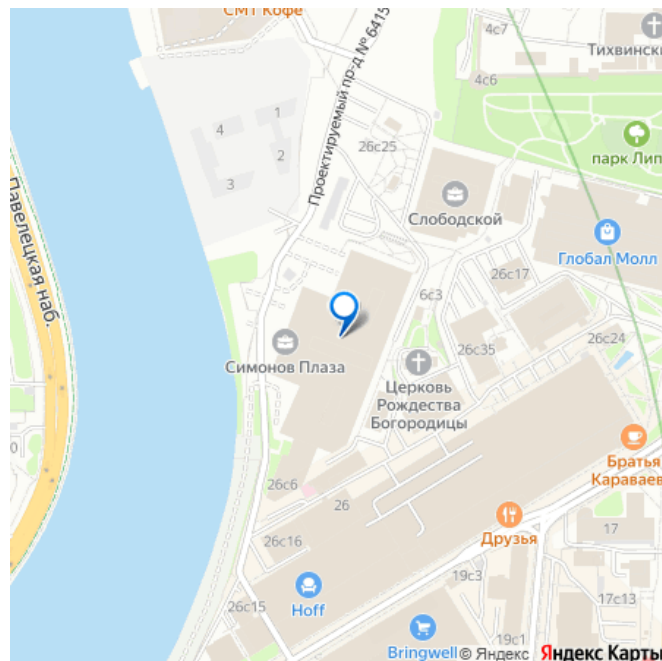 СМТ Кофе
4с7
Тихвински
4с6
Проектируемый пр-д № 6415
4
1
2
3
26с25
парк Лип
Слободской
Павелецкая наб.
Глобал Молл
26с17
6с3
26с24
26с35
Симонов Плаза
Церковь
Рождества
Богородицы
Братья
Караваев
26с6
26
Друзья
17
26с16
19с3
17с13
26с15
Hoff
19с1
Bringwell
© Яндекс
Яндекс Карты
0